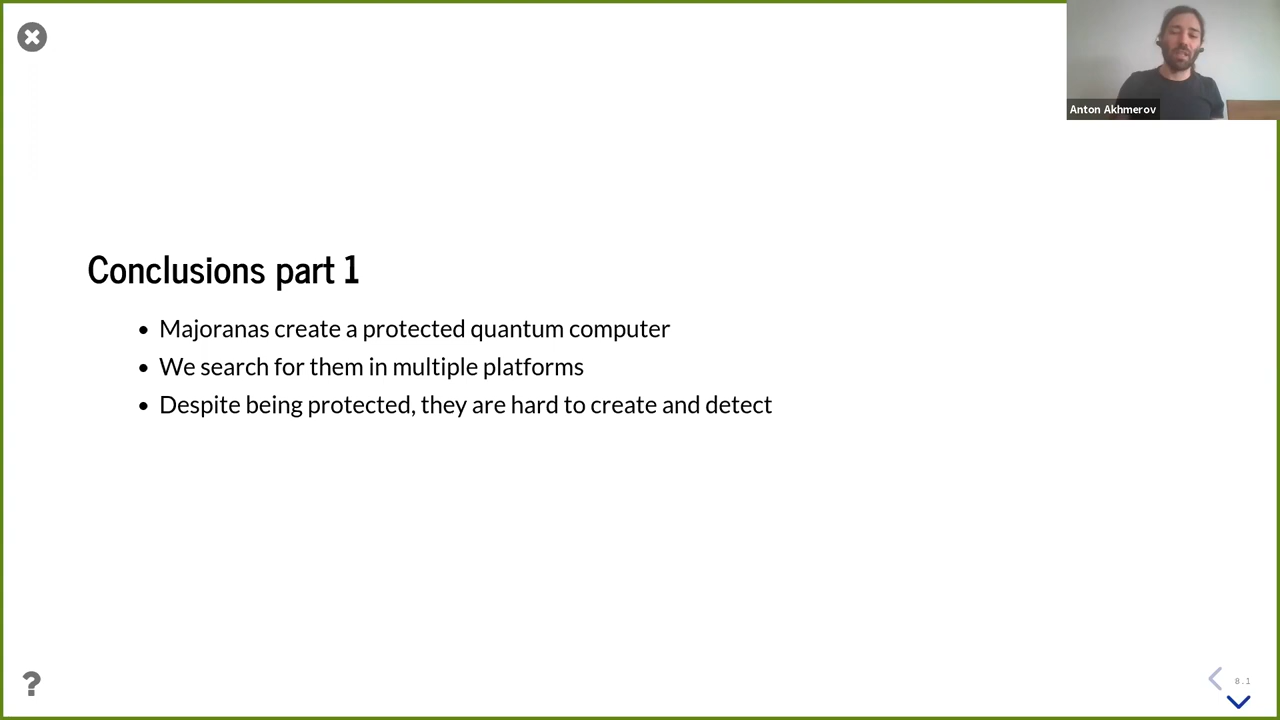 Anton Akhmerov
Conclusions part 1
• Majoranas create a protected quantum computer
• We search for them in multiple platforms
• Despite being protected, they are hard to create and detect
?
8.1